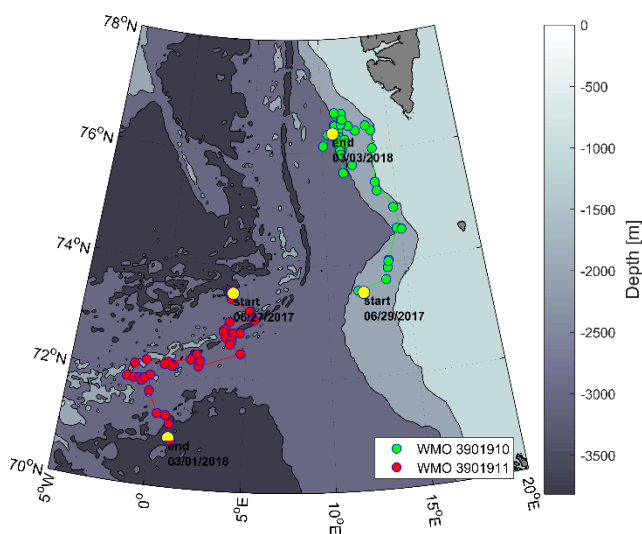 78°N
76°N
74°N
72°N
70°N
5°W
0
5°E
10°E
15°E
20°E
end
03/03/2018
start
06/27/2017
start
06/29/2017
end
03/01/2018
WMO 3901910
WMO 3901911
0
-500
-1000
-1500
-2000
-2500
-3000
-3500
Depth [m]